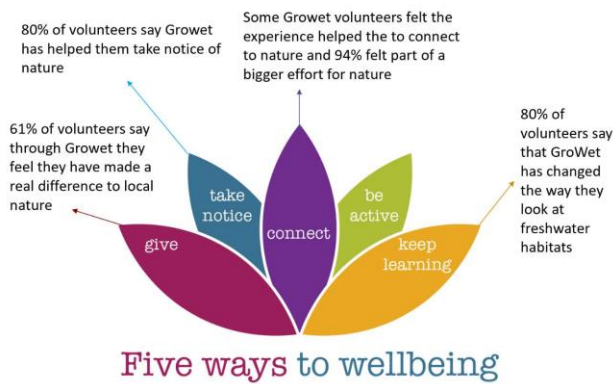 80% of volunteers say Growet
has helped them take notice of
nature
Some Growet volunteers felt the
experience helped the to connect
to nature and 94% felt part of a
bigger effort for nature
61% of volunteers say
through Growet they
feel they have made a
real difference to local
nature
80% of
volunteers say
that GroWet
has changed
the way they
look at
freshwater
habitats
give
take
notice
connect
be
active
keep
learning
Five ways to wellbeing